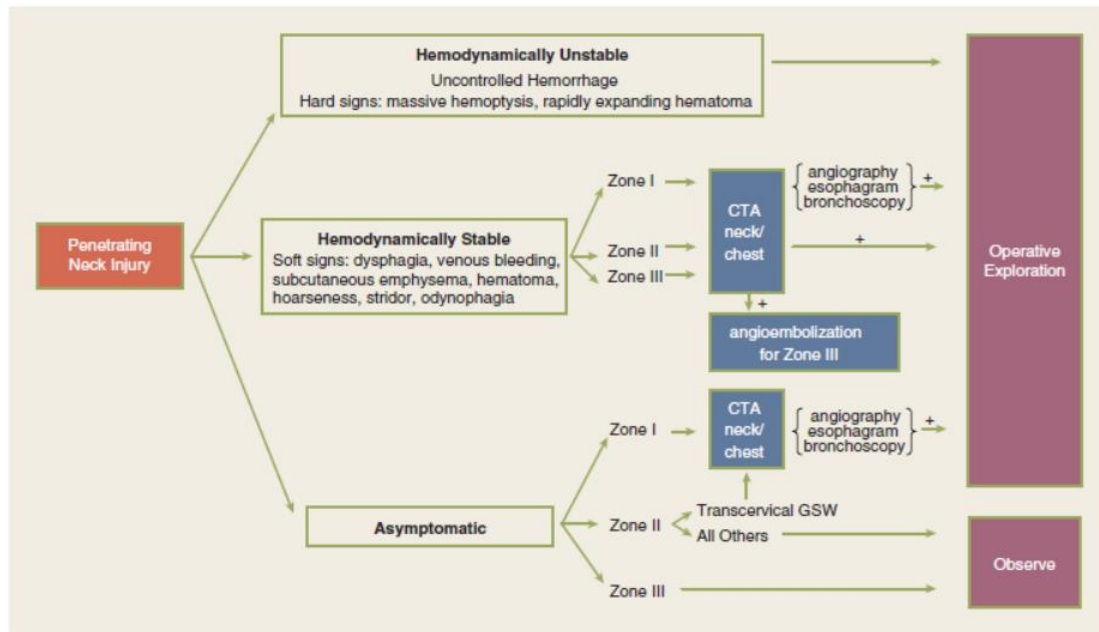 Hemodynamically Unstable
Uncontrolled Hemorrhage
Hard signs: massive hemoptysis, rapidly expanding hematoma
Penetrating
Neck Injury
Hemodynamically Stable
Soft signs: dysphagia, venous bleeding,
subcutaneous emphysema, hematoma,
hoarseness, stridor, odynophagia
Zone I
Zone II
Zone III
CTA
neck/
chest
angiography
esophagram
bronchoscopy
+
+
+
angioembolization
for Zone III
Operative
Exploration
Asymptomatic
Zone I
CTA
neck/
chest
angiography
esophagram
bronchoscopy
+
Zone II
Transcervical GSW
All Others
Zone III
Observe